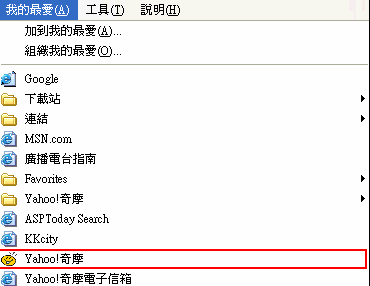 我的最愛(A) 工具(T) 說明(H)
加到我的最愛(A)...
組織我的最愛(O)...
Google
下載站
連結
MSN.com
廣播電台指南
Favorites
Yahoo!奇摩
ASPToday Search
KKcity
Yahoo!奇摩
Yahoo!奇摩電子信箱